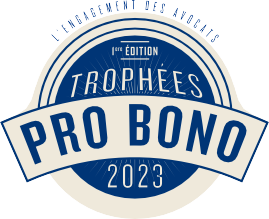 L'ENGAGEMENT DES AVOCATS
1ère ÉDITION
TROPHÉES
PRO BONO
2023